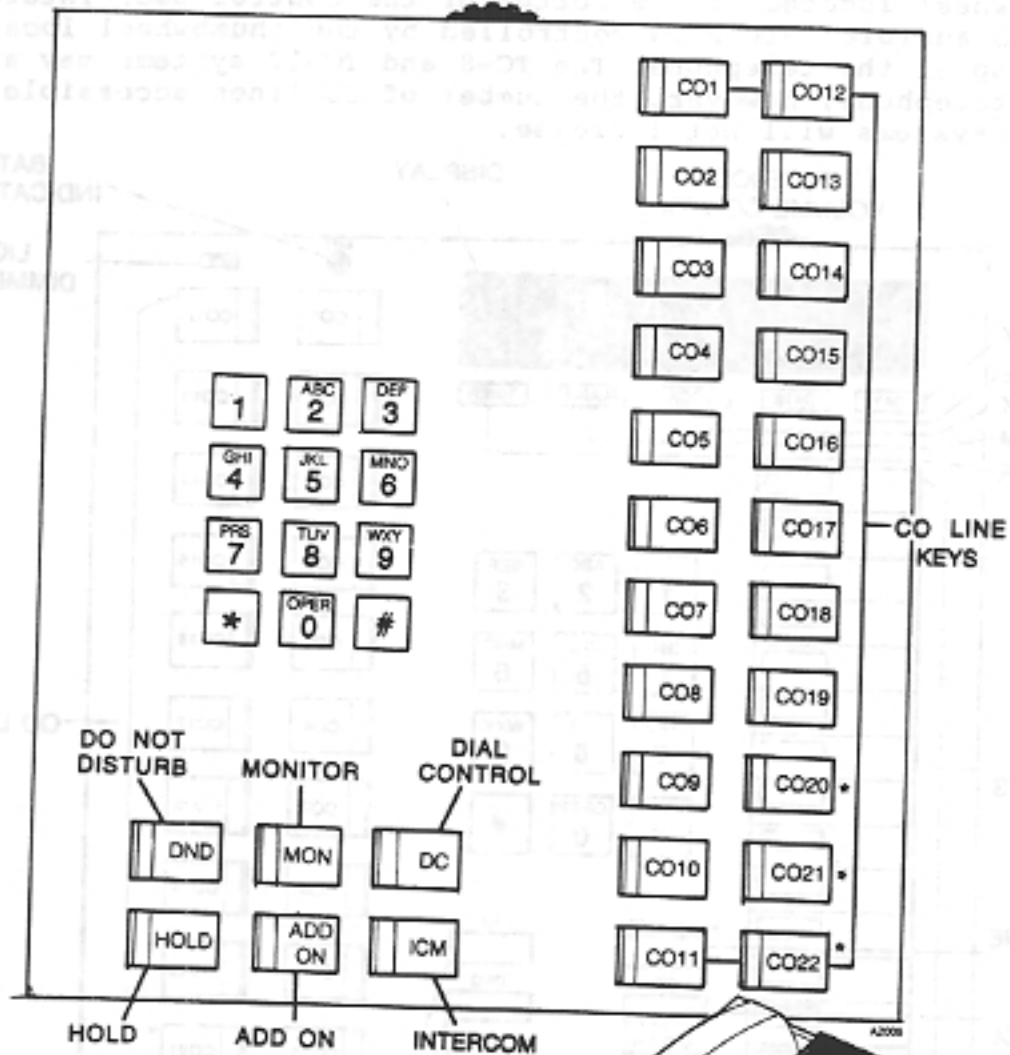 CO1 CO12
CO2 CO13
CO3 CO14
CO4 CO15
CO5 CO16
CO6 CO17
CO7 CO18
CO8 CO19
CO9 CO20 *
CO10 CO21 *
CO11 CO22 *
CO LINE
KEYS
1 ABC 2 DEF 3
GHI 4 JKL 5 MNO 6
PRS 7 TUV 8 WXY 9
* OPER 0 #
DO NOT
DISTURB
MONITOR
DIAL
CONTROL
DND MON DC
HOLD ADD ON ICM
HOLD ADD ON INTERCOM